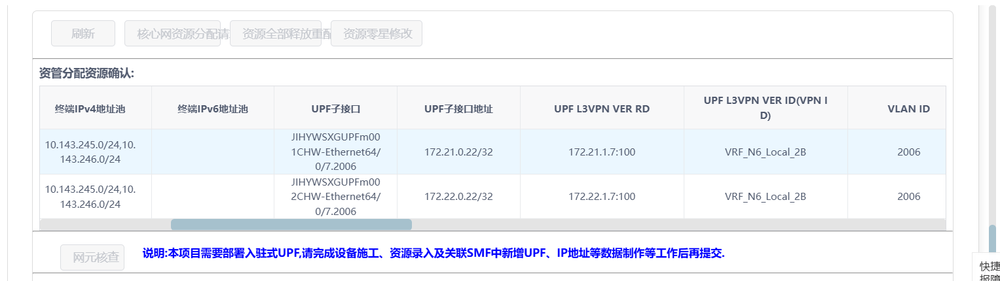 刷新
核心网资源分配请
资源全部释放重配
资源零星修改
资管分配资源确认:
终端IPv4地址池
终端IPv6地址池
UPF子接口
UPF子接口地址
UPF L3VPN VER RD
UPF L3VPN VER ID(VPN I
D)
VLAN ID
10.143.245.0/24,10.
143.246.0/24
JIHYWSXGUPFm00
1CHW-Ethernet64/
0/7.2006
172.21.0.22/32
172.21.1.7:100
VRF_N6_Local_2B
2006
10.143.245.0/24,10.
143.246.0/24
JIHYWSXGUPFm00
2CHW-Ethernet64/
0/7.2006
172.22.0.22/32
172.22.1.7:100
VRF_N6_Local_2B
2006
网元核查
说明:本项目需要部署入驻式UPF,请完成设备施工、资源录入及关联SMF中新增UPF、IP地址等数据制作等工作后再提交.
快捷
报障